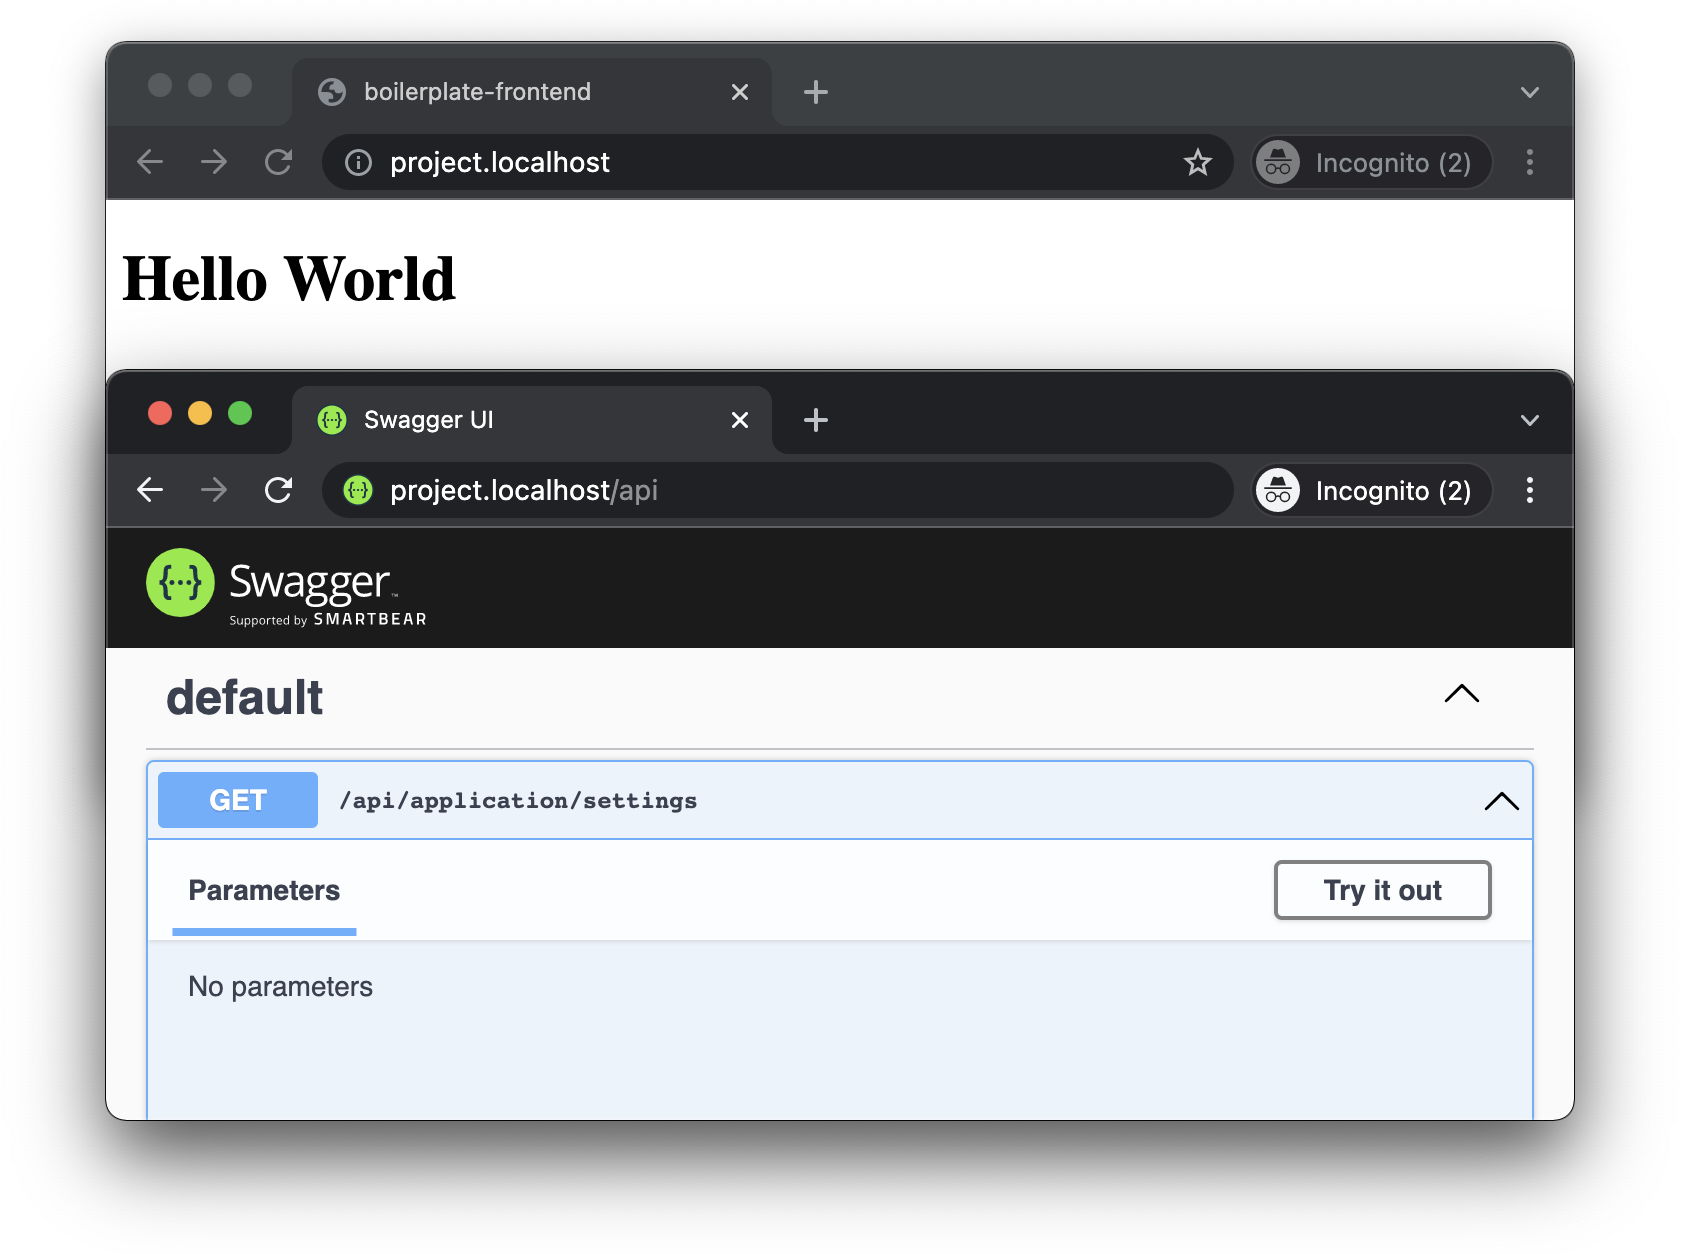 boilerplate-frontend
project.localhost
Incognito (2)
Hello World
Swagger UI
project.localhost/api
Incognito (2)
{···} Swagger™
Supported by SMARTBEAR
default
GET /api/application/settings
Parameters
Try it out
No parameters